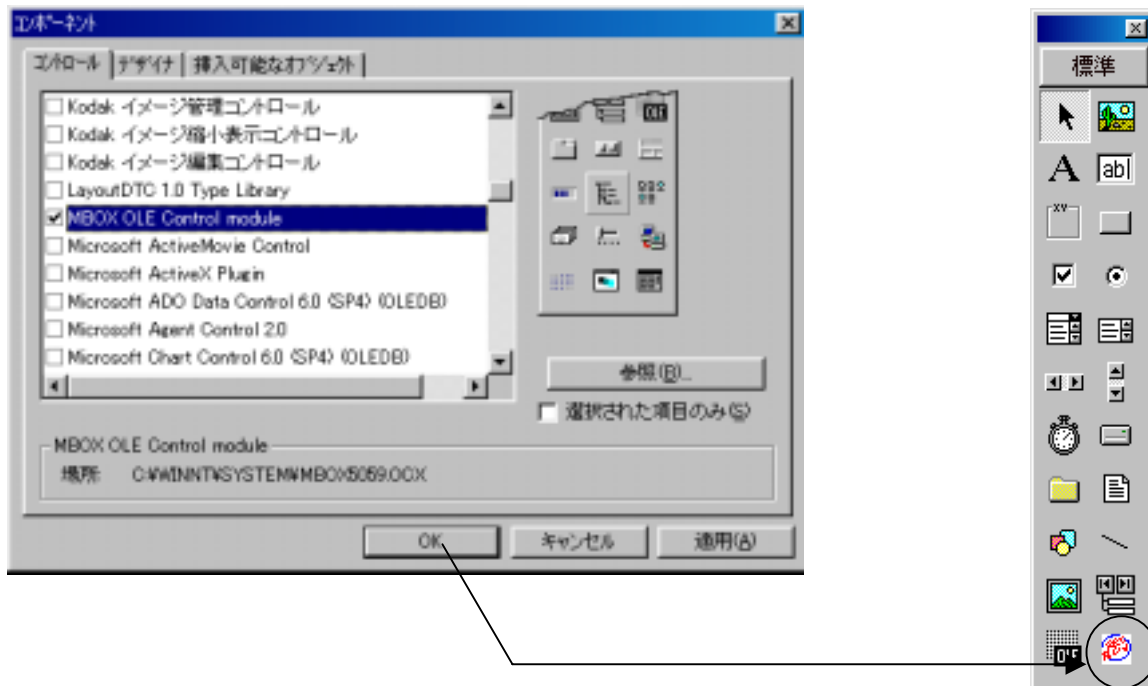 コンポーネント
コントロール デザイナ 挿入可能なオブジェクト
Kodak イメージ管理コントロール
Kodak イメージ縮小表示コントロール
Kodak イメージ編集コントロール
LayoutDTC 1.0 Type Library
MBOX OLE Control module
Microsoft ActiveMovie Control
Microsoft ActiveX Plugin
Microsoft ADO Data Control 6.0 (SP4) (OLEDB)
Microsoft Agent Control 2.0
Microsoft Chart Control 6.0 (SP4) (OLEDB)
参照(B)...
選択された項目のみ(S)
MBOX OLE Control module
場所: C:¥WINNT¥SYSTEM¥MBOX5059.OCX
OK キャンセル 適用(A)
標準
A ab
XY
OLE